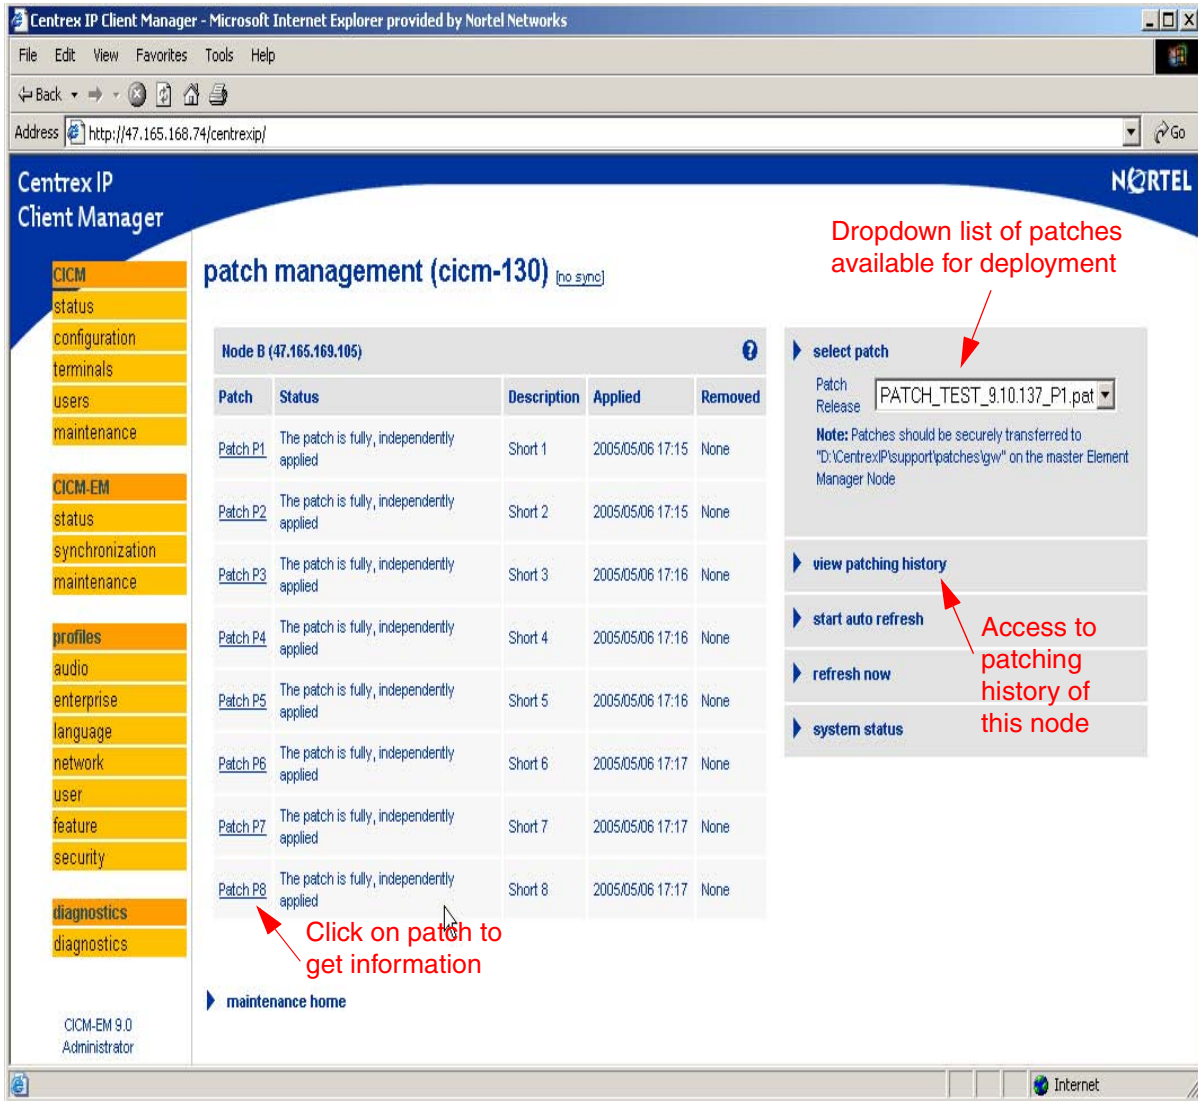 Centrex IP Client Manager - Microsoft Internet Explorer provided by Nortel Networks
File Edit View Favorites Tools Help
Back
Address http://47.165.168.74/centrexip/ Go
Centrex IP
Client Manager
NORTEL
CICM
status
configuration
terminals
users
maintenance
CICM-EM
status
synchronization
maintenance
profiles
audio
enterprise
language
network
user
feature
security
diagnostics
diagnostics
CICM-EM 9.0
Administrator
patch management (cicm-130) [no sync]
Node B (47.165.169.105) ?
Patch Status Description Applied Removed
Patch P1 The patch is fully, independently applied Short 1 2005/05/06 17:15 None
Patch P2 The patch is fully, independently applied Short 2 2005/05/06 17:15 None
Patch P3 The patch is fully, independently applied Short 3 2005/05/06 17:16 None
Patch P4 The patch is fully, independently applied Short 4 2005/05/06 17:16 None
Patch P5 The patch is fully, independently applied Short 5 2005/05/06 17:16 None
Patch P6 The patch is fully, independently applied Short 6 2005/05/06 17:17 None
Patch P7 The patch is fully, independently applied Short 7 2005/05/06 17:17 None
Patch P8 The patch is fully, independently applied Short 8 2005/05/06 17:17 None
Click on patch to
get information
maintenance home
Dropdown list of patches
available for deployment
select patch
Patch
Release PATCH_TEST_9.10.137_P1.pat
Note: Patches should be securely transferred to
"D:\CentrexIP\support\patches\gw" on the master Element
Manager Node
view patching history
start auto refresh
refresh now
system status
Access to
patching
history of
this node
Internet